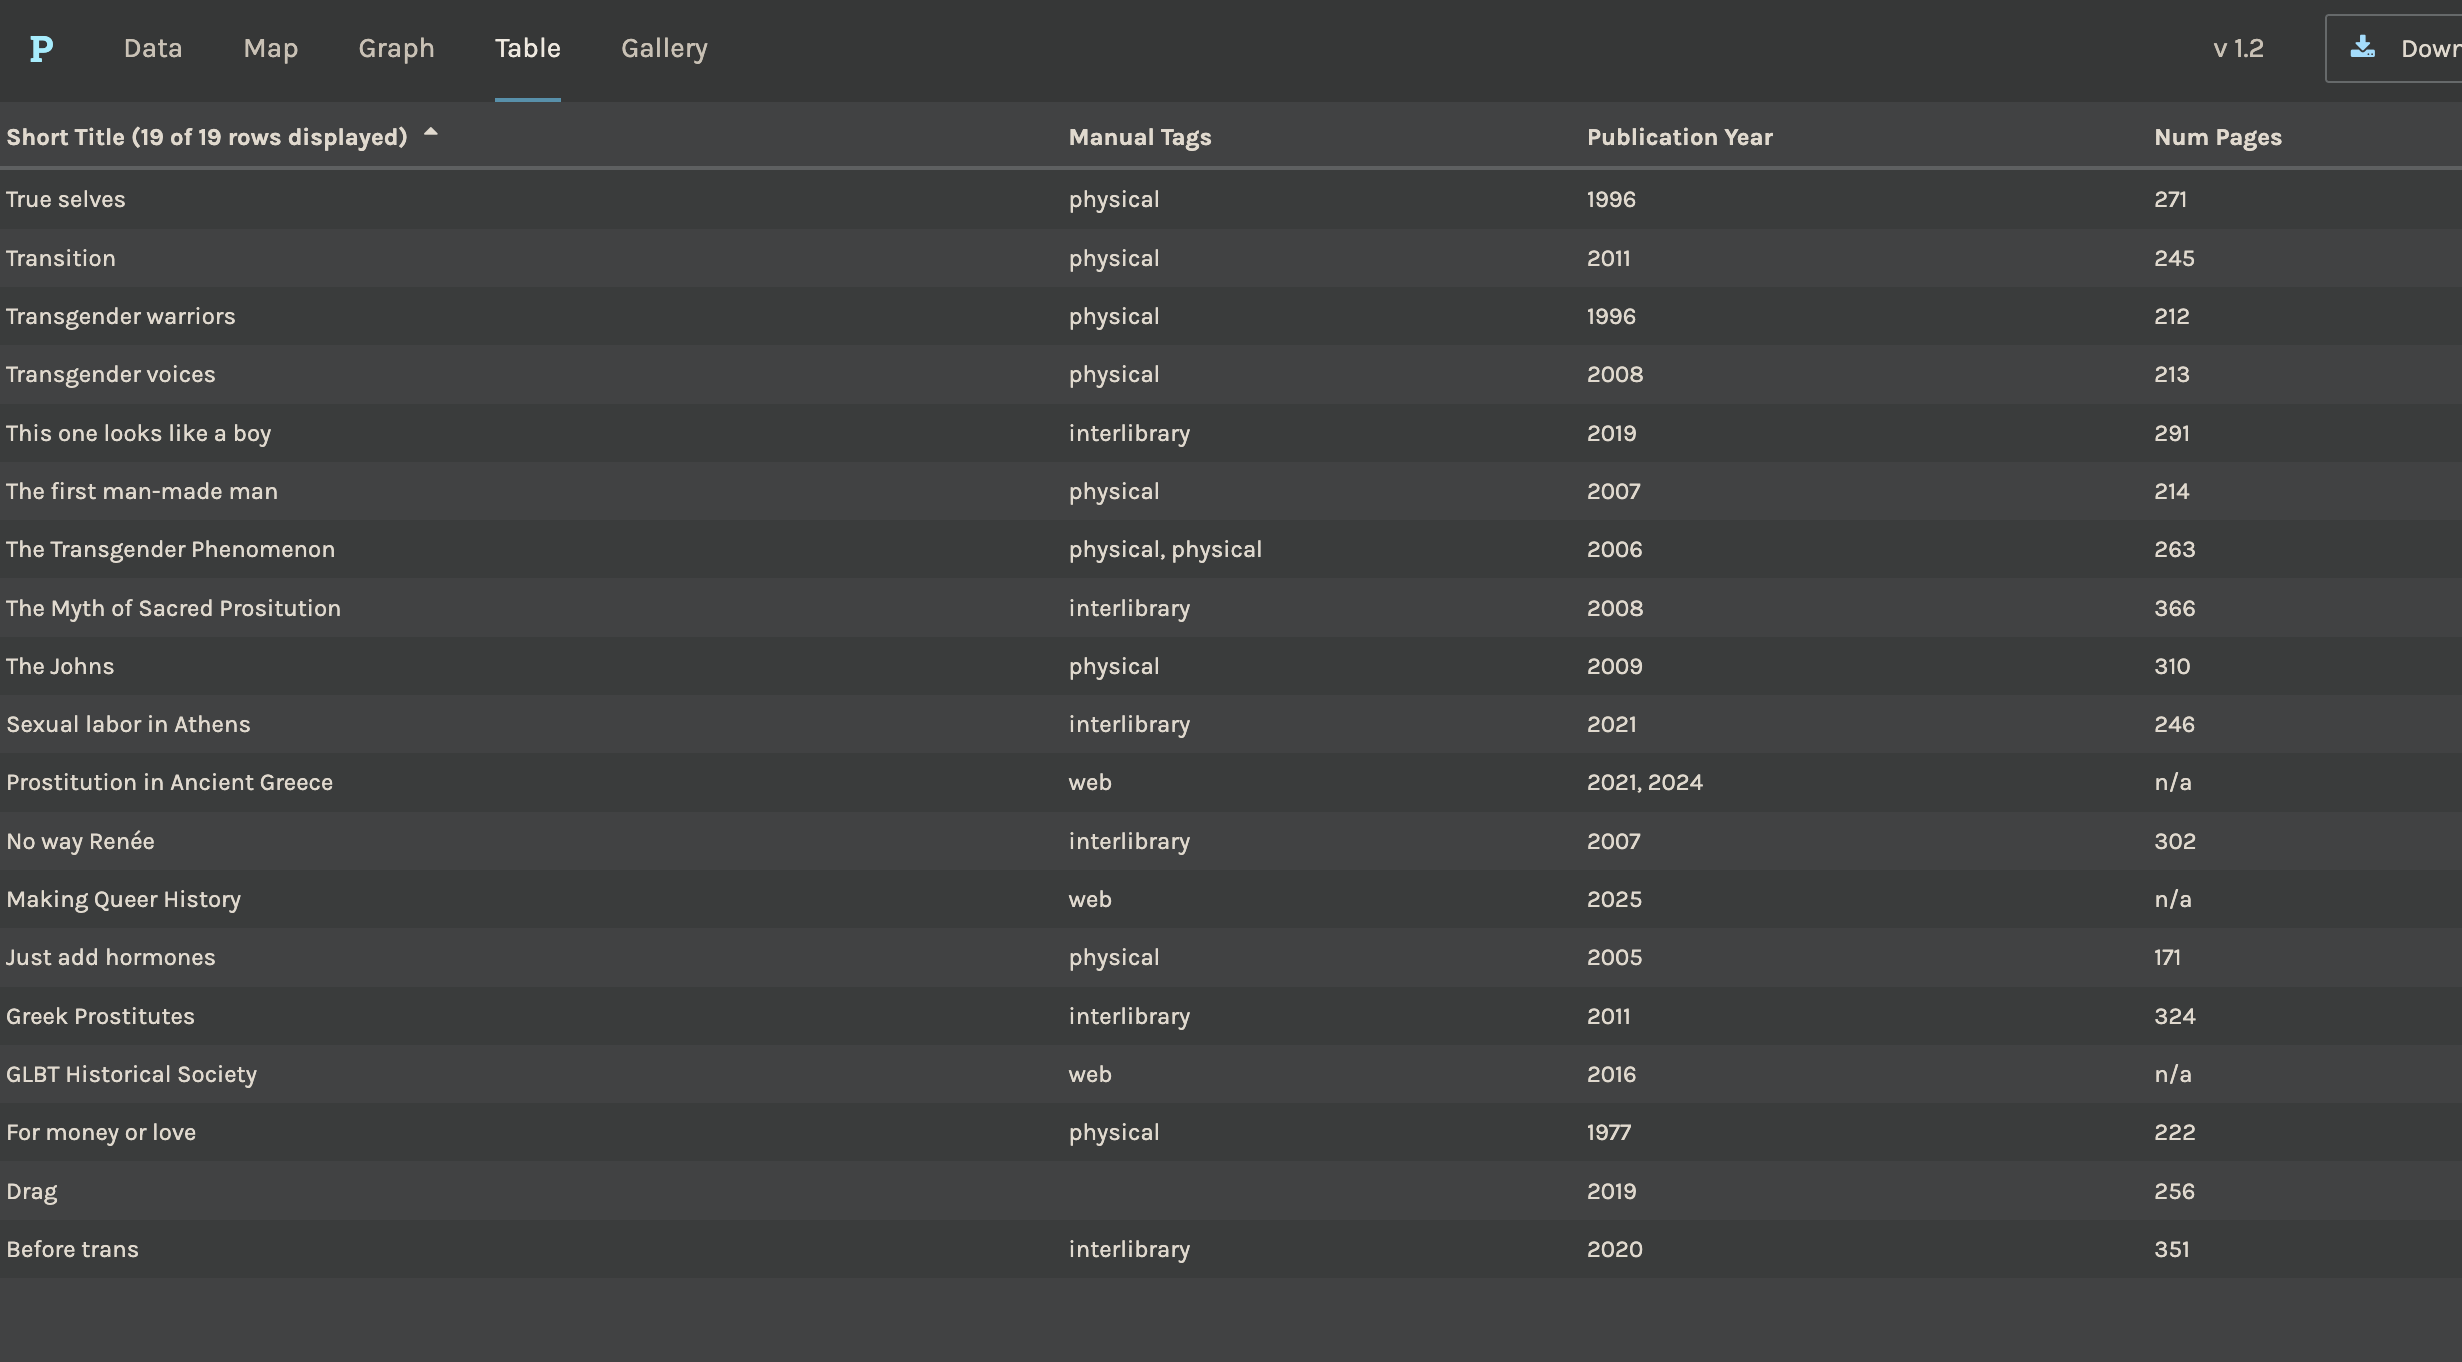 P Data Map Graph Table Gallery v 1.2 Down
Short Title (19 of 19 rows displayed) Manual Tags Publication Year Num Pages
True selves physical 1996 271
Transition physical 2011 245
Transgender warriors physical 1996 212
Transgender voices physical 2008 213
This one looks like a boy interlibrary 2019 291
The first man-made man physical 2007 214
The Transgender Phenomenon physical, physical 2006 263
The Myth of Sacred Prositution interlibrary 2008 366
The Johns physical 2009 310
Sexual labor in Athens interlibrary 2021 246
Prostitution in Ancient Greece web 2021, 2024 n/a
No way Renée interlibrary 2007 302
Making Queer History web 2025 n/a
Just add hormones physical 2005 171
Greek Prostitutes interlibrary 2011 324
GLBT Historical Society web 2016 n/a
For money or love physical 1977 222
Drag 2019 256
Before trans interlibrary 2020 351